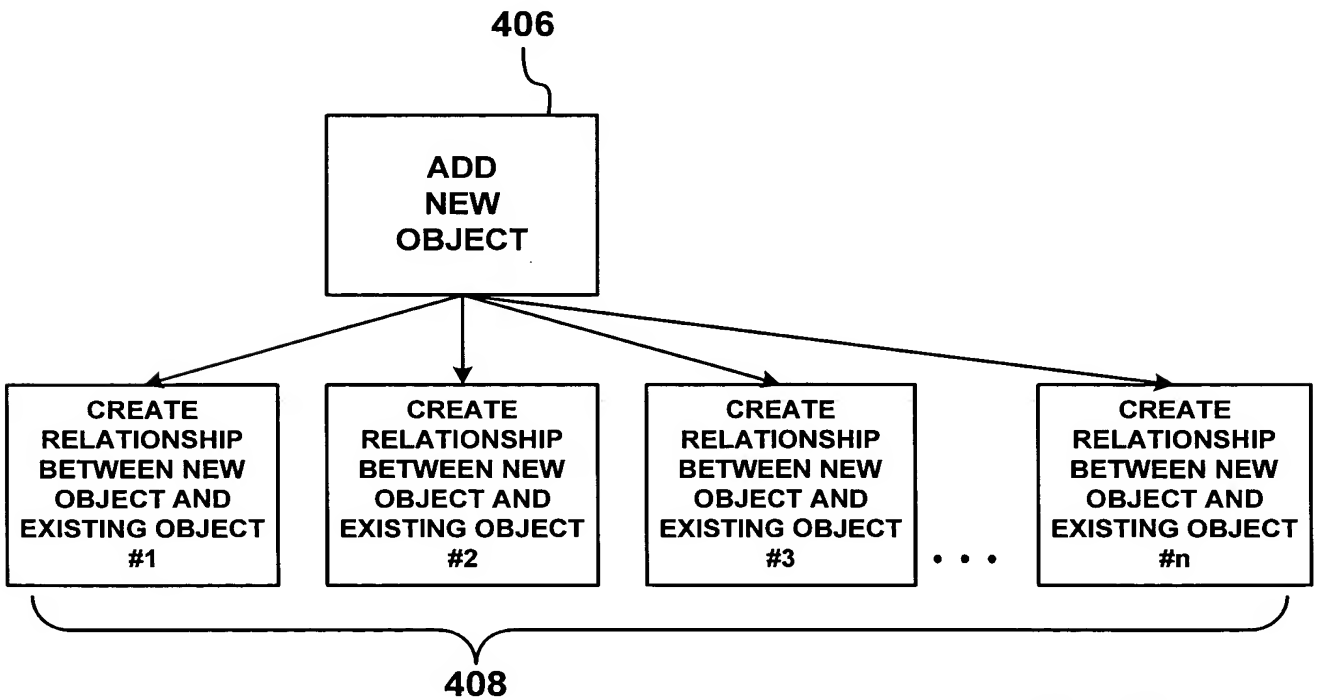 406
ADD
NEW
OBJECT
CREATE
RELATIONSHIP
BETWEEN NEW
OBJECT AND
EXISTING OBJECT
#1
CREATE
RELATIONSHIP
BETWEEN NEW
OBJECT AND
EXISTING OBJECT
#2
CREATE
RELATIONSHIP
BETWEEN NEW
OBJECT AND
EXISTING OBJECT
#3
. . .
CREATE
RELATIONSHIP
BETWEEN NEW
OBJECT AND
EXISTING OBJECT
#n
408